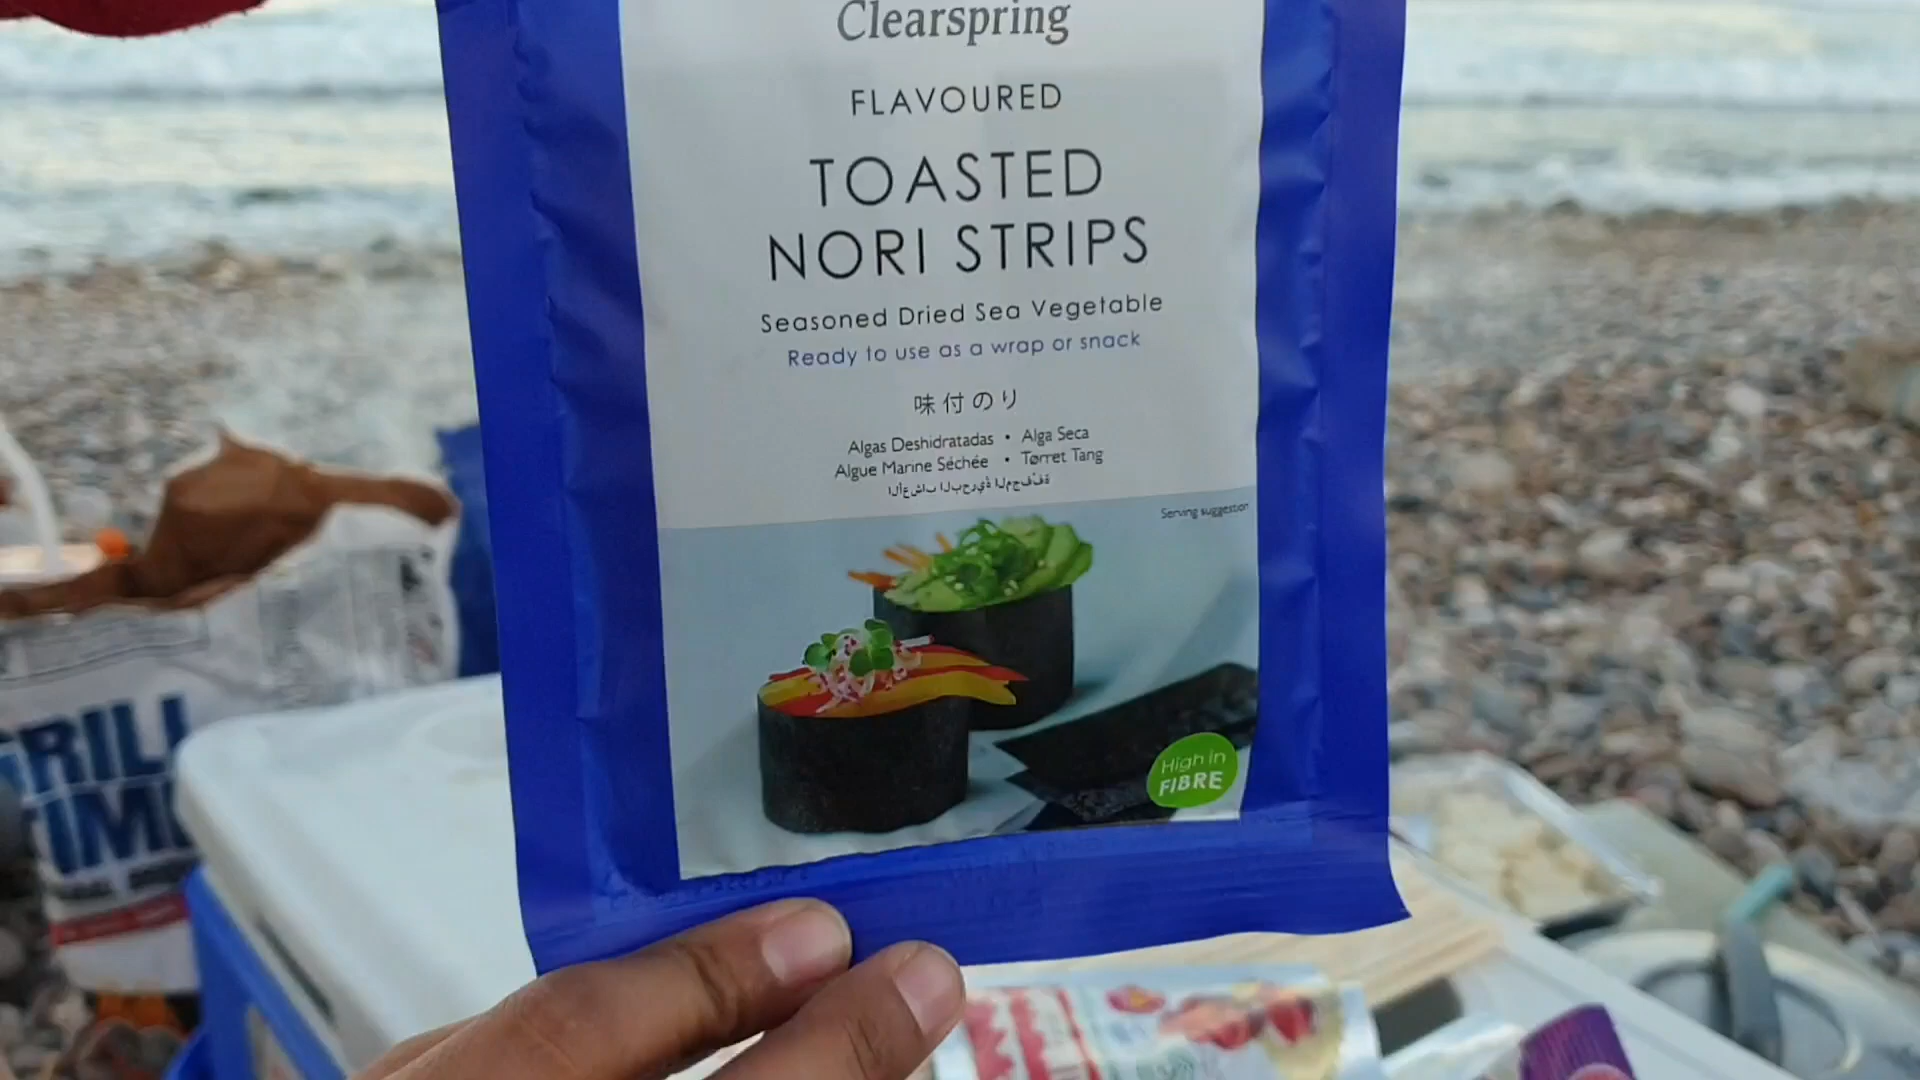 Clearspring
FLAVOURED
TOASTED
NORI STRIPS
Seasoned Dried Sea Vegetable
Ready to use as a wrap or snack
味付のり
Algas Deshidratadas • Alga Seca
Algue Marine Séchée • Tørret Tang
الأعشاب البحرية المجففة
Serving suggestion
High in
FIBRE
RILL